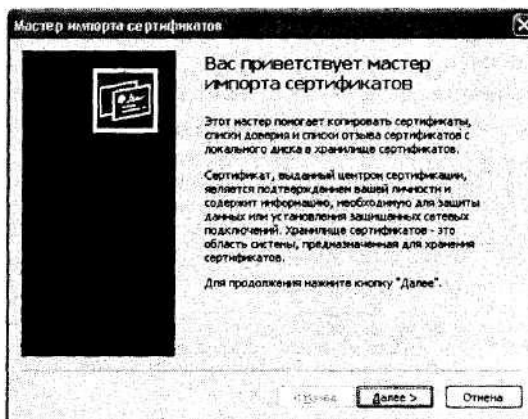 Мастер импорта сертификатов
Вас приветствует мастер
импорта сертификатов
Этот мастер помогает копировать сертификаты,
списки доверия и списки отзыва сертификатов с
локального диска в хранилище сертификатов.
Сертификат, выданный центром сертификации,
является подтверждением вашей личности и
содержит информацию, необходимую для защиты
данных или установления защищенных сетевых
подключений. Хранилище сертификатов - это
область системы, предназначенная для хранения
сертификатов.
Для продолжения нажмите кнопку "Далее".
< Назад
Далее >
Отмена